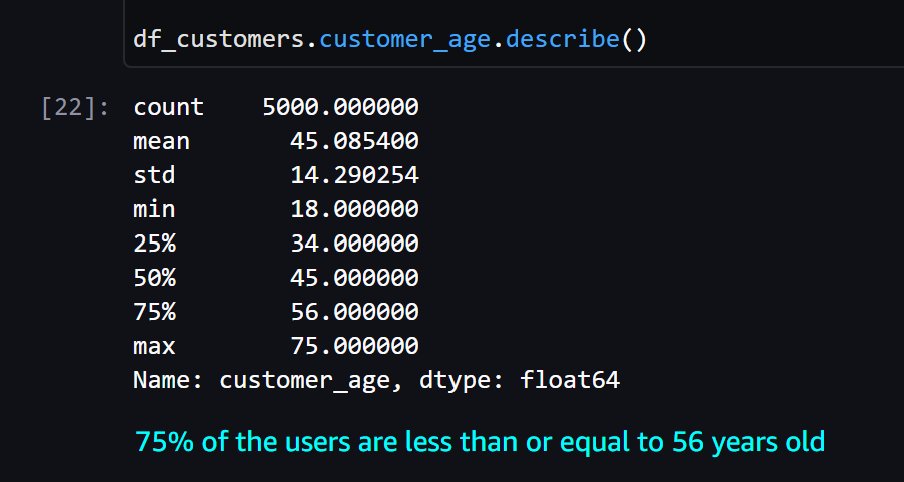 df_customers.customer_age.describe()
[22]: count    5000.000000
mean       45.085400
std        14.290254
min        18.000000
25%        34.000000
50%        45.000000
75%        56.000000
max        75.000000
Name: customer_age, dtype: float64
75% of the users are less than or equal to 56 years old